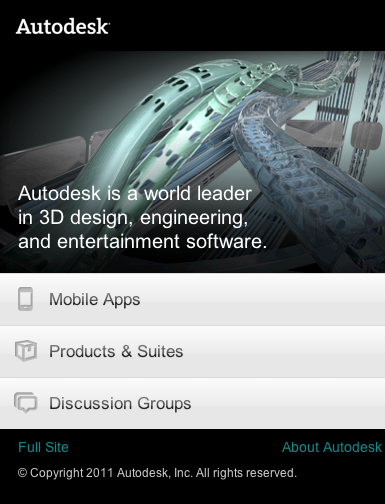 Autodesk
Autodesk is a world leader
in 3D design, engineering,
and entertainment software.
Mobile Apps
Products & Suites
Discussion Groups
Full Site
About Autodesk
© Copyright 2011 Autodesk, Inc. All rights reserved.